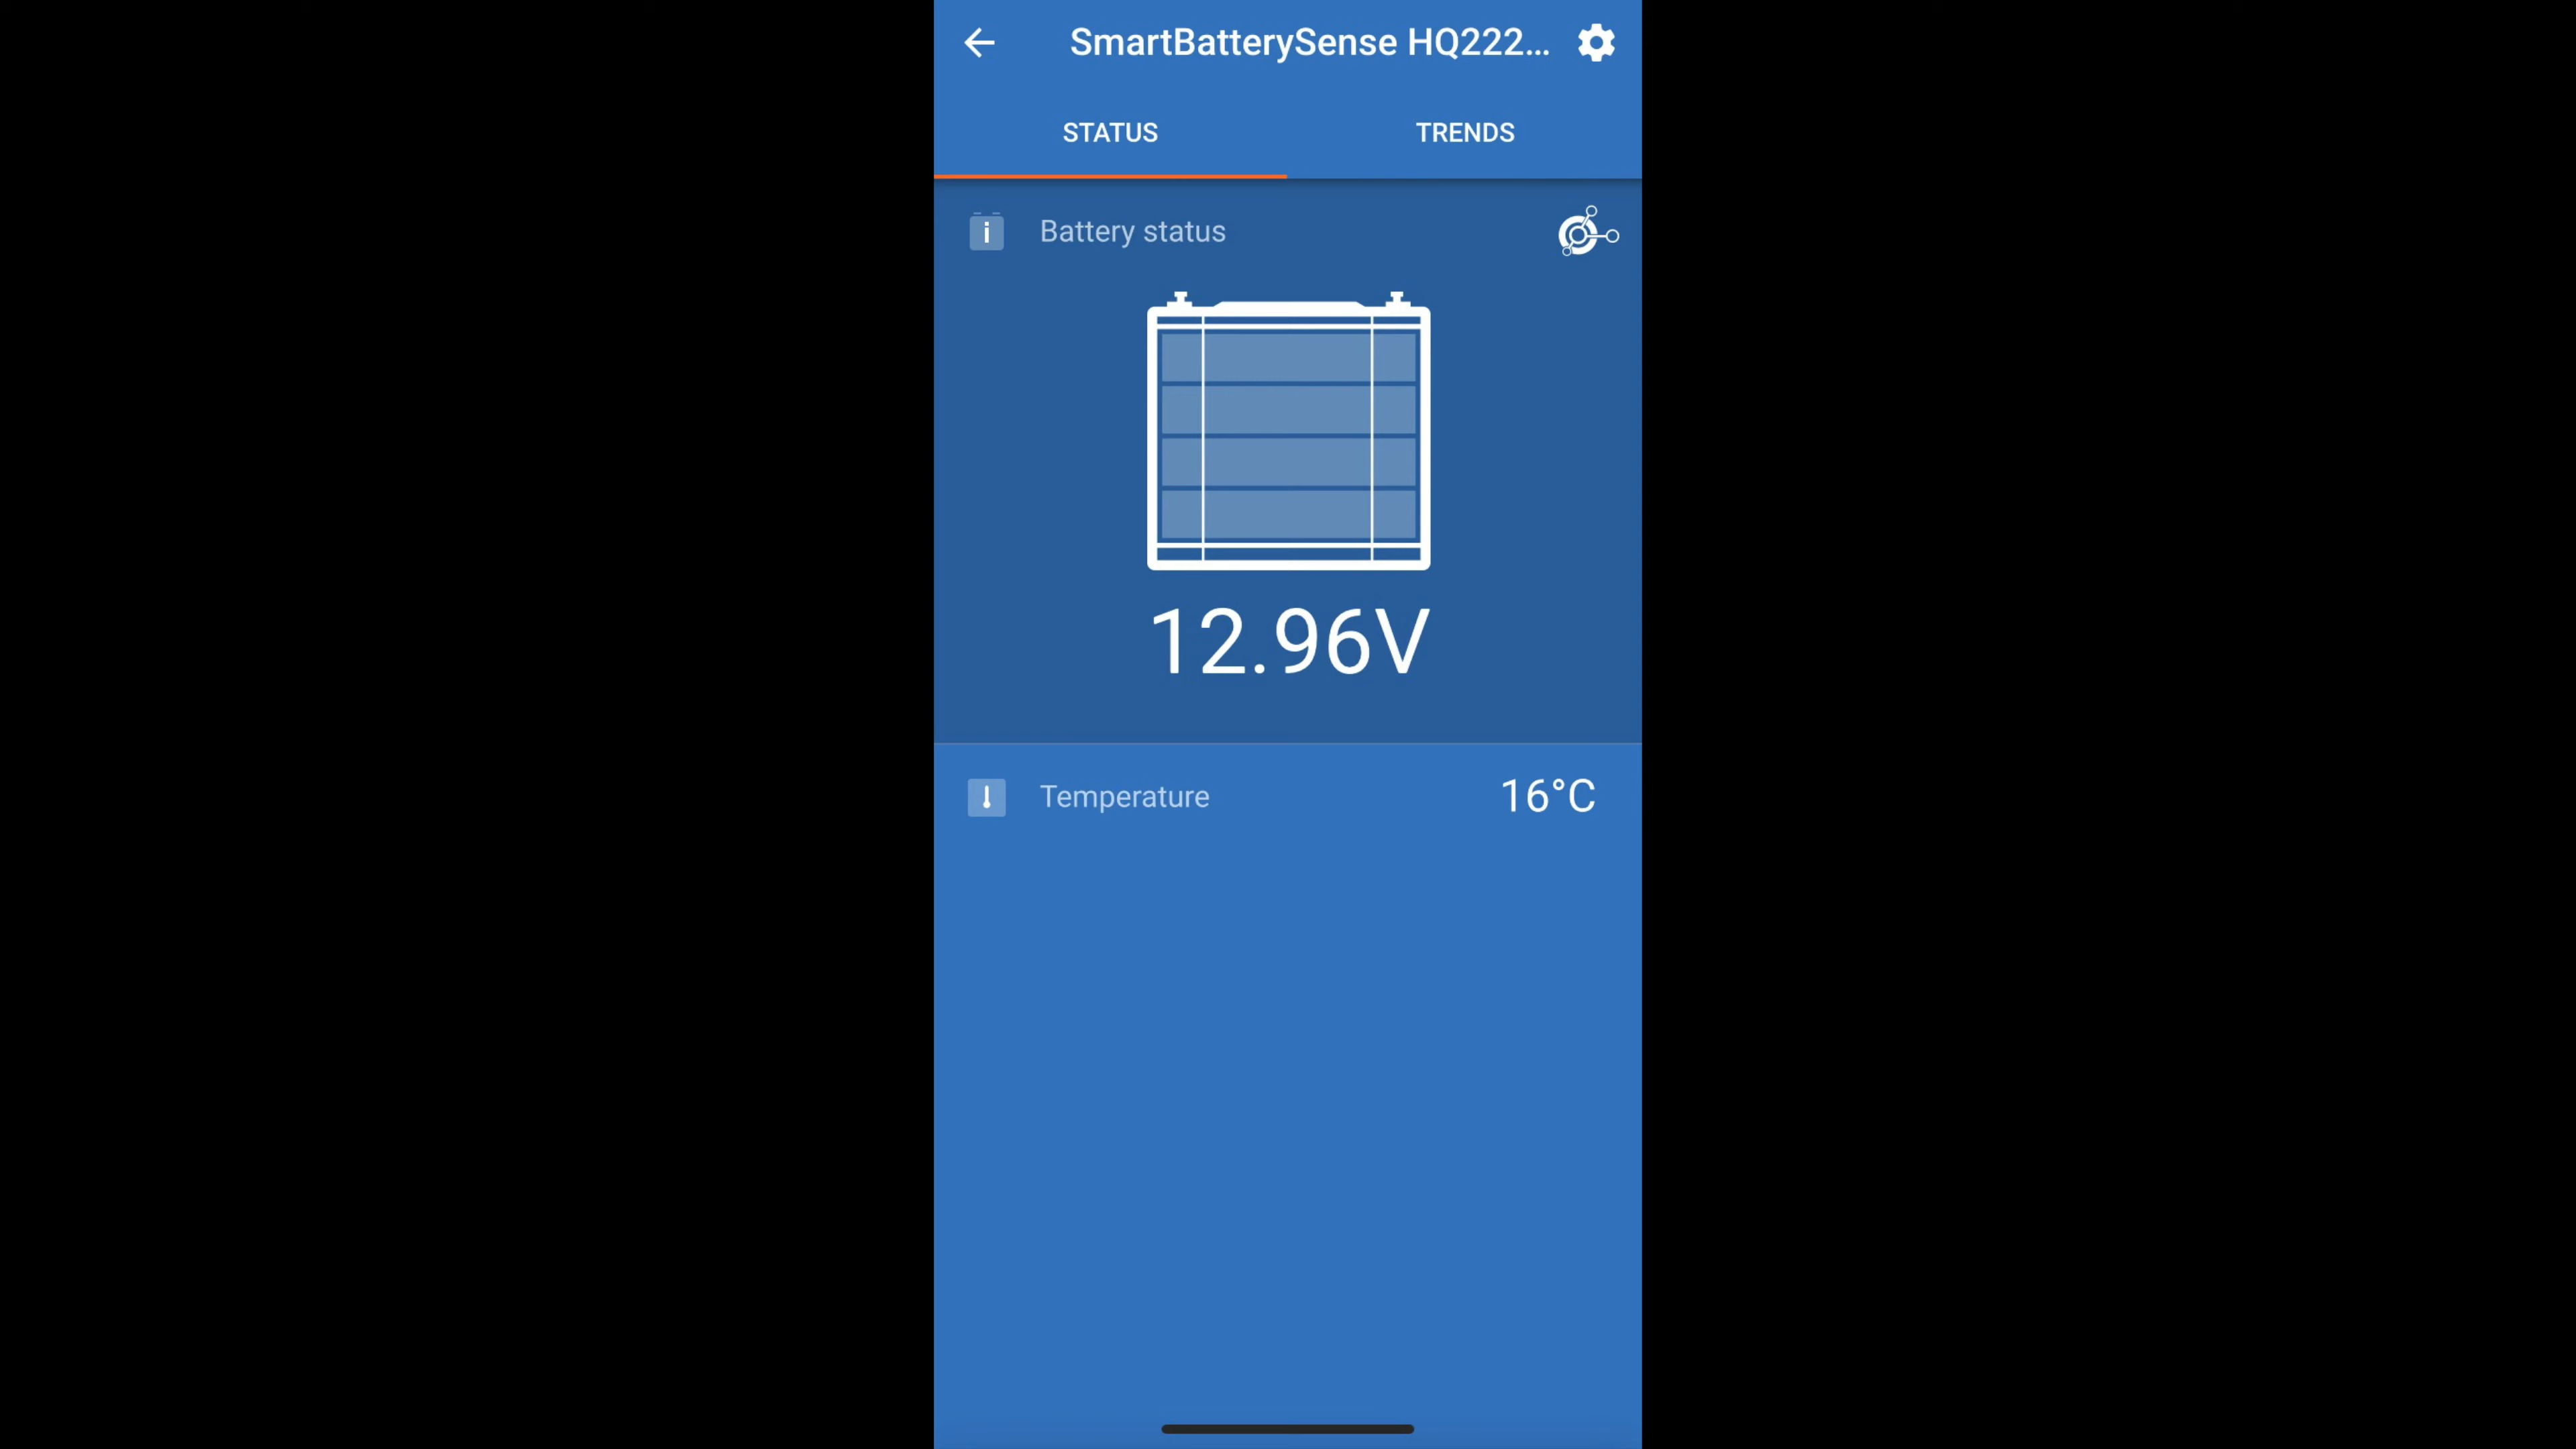 SmartBatterySense HQ222...
STATUS
TRENDS
Battery status
12.96V
Temperature
16°C